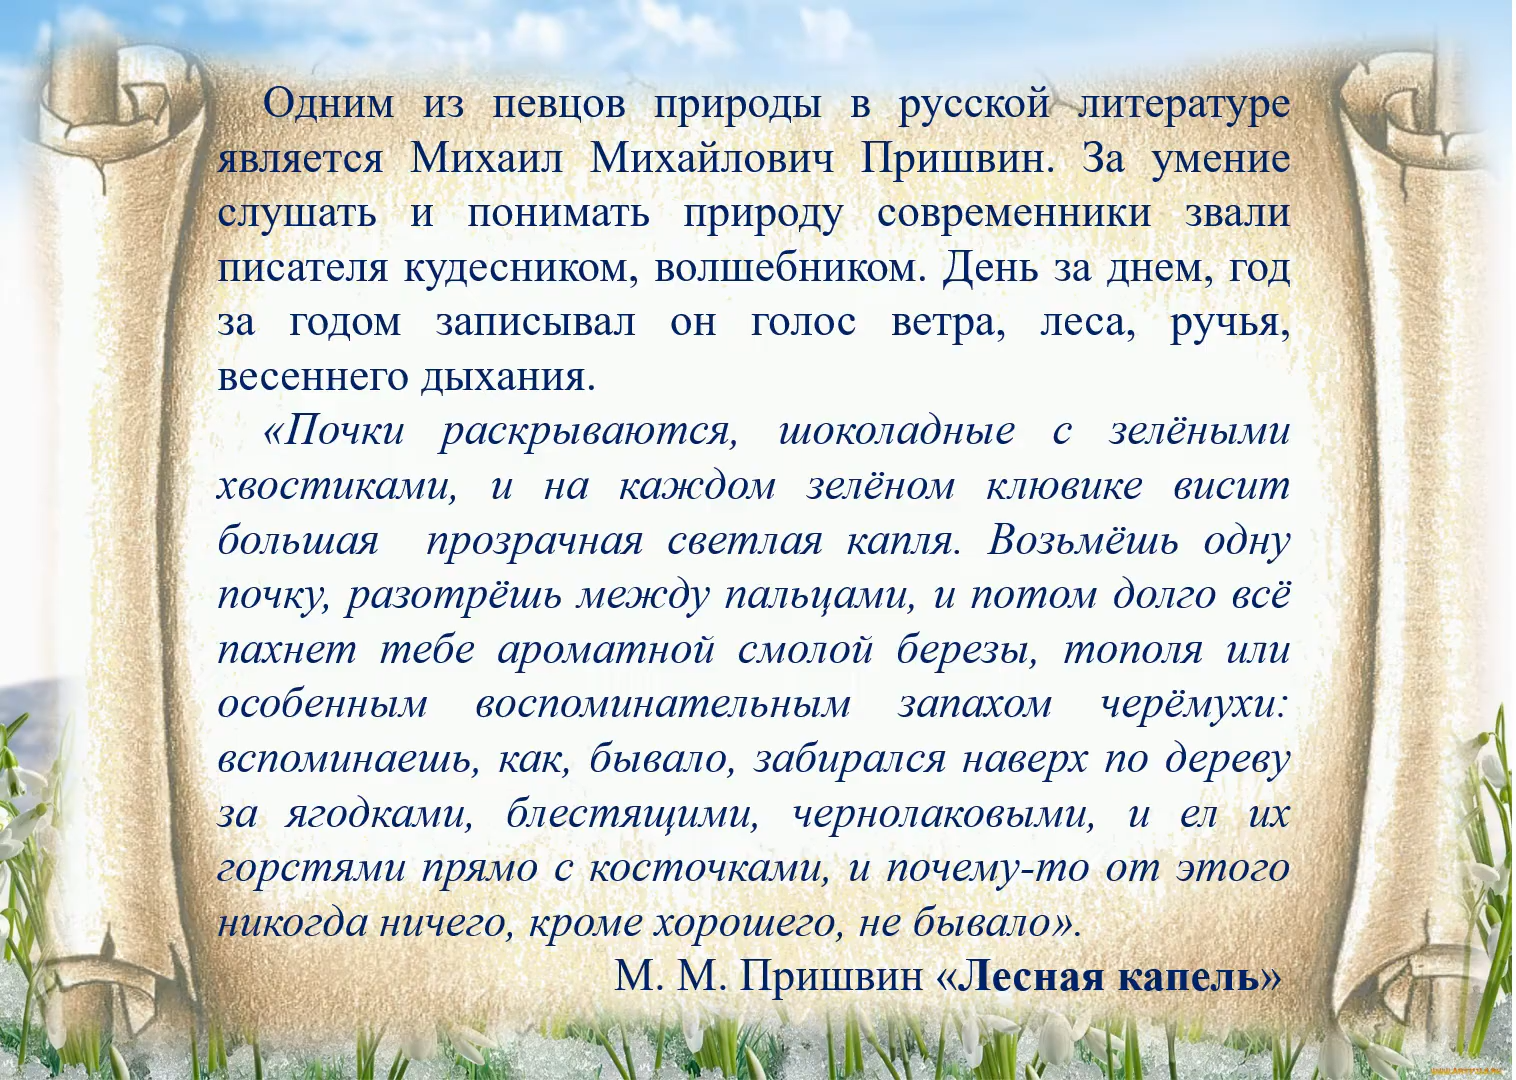 Одним из певцов природы в русской литературе
является Михаил Михайлович Пришвин. За умение
слушать и понимать природу современники звали
писателя кудесником, волшебником. День за днем, год
за годом записывал он голос ветра, леса, ручья,
весеннего дыхания.
«Почки раскрываются, шоколадные с зелёными
хвостиками, и на каждом зелёном клювике висит
большая прозрачная светлая капля. Возьмёшь одну
почку, разотрёшь между пальцами, и потом долго всё
пахнет тебе ароматной смолой березы, тополя или
особенным воспоминательным запахом черёмухи:
вспоминаешь, как, бывало, забирался наверх по дереву
за ягодками, блестящими, чернолаковыми, и ел их
горстями прямо с косточками, и почему-то от этого
никогда ничего, кроме хорошего, не бывало».
М. М. Пришвин «Лесная капель»